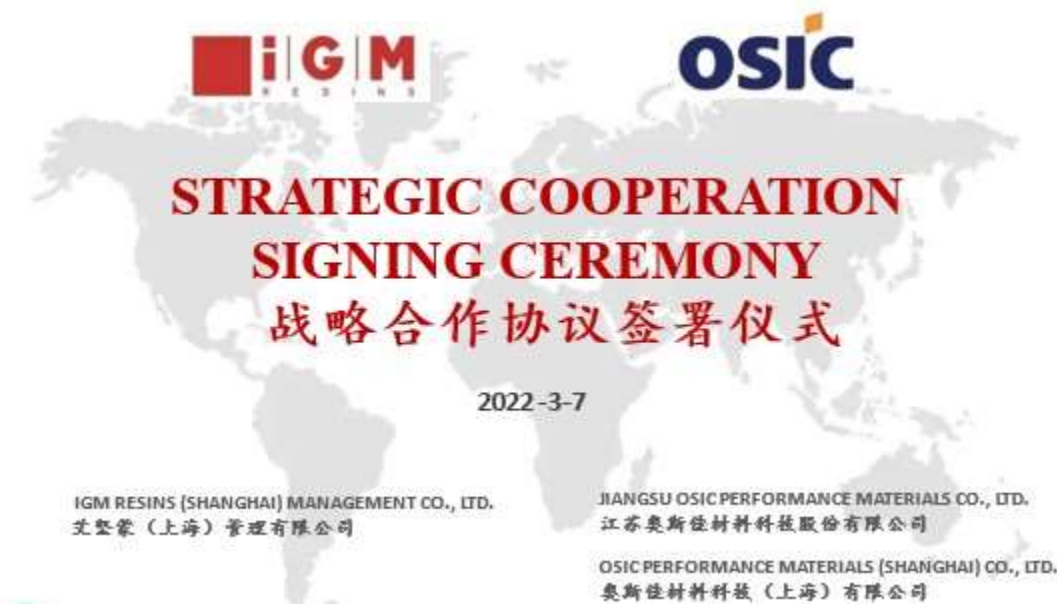 iGM
RESINS
OSiC
STRATEGIC COOPERATION
SIGNING CEREMONY
战略合作协议签署仪式
2022-3-7
IGM RESINS (SHANGHAI) MANAGEMENT CO., LTD.
艾坚蒙（上海）管理有限公司
JIANGSU OSIC PERFORMANCE MATERIALS CO., LTD.
江苏奥斯佳材料科技股份有限公司
OSIC PERFORMANCE MATERIALS (SHANGHAI) CO., LTD.
奥斯佳材料科技（上海）有限公司